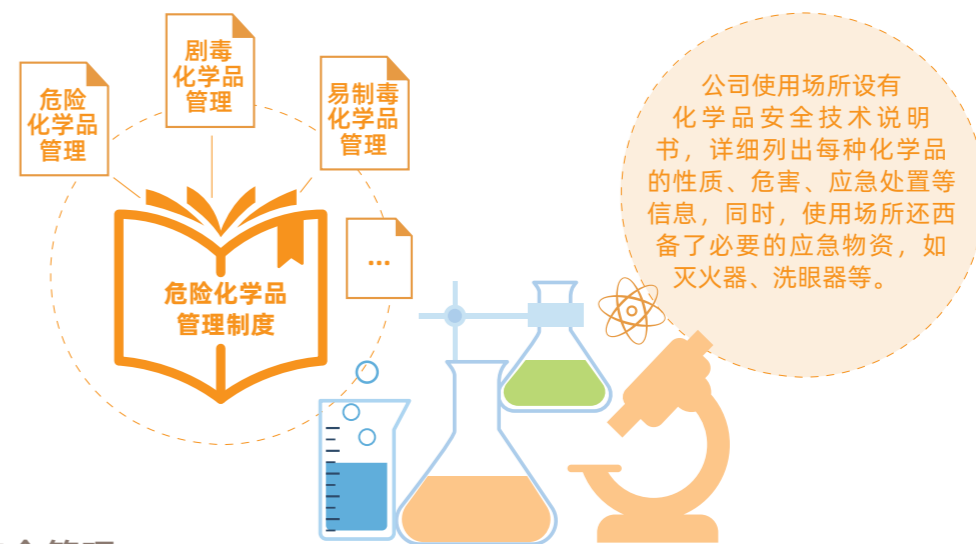 危险
化学品
管理
剧毒
化学品
管理
易制毒
化学品
管理
...
危险化学品
管理制度
公司使用场所设有
化学品安全技术说明
书，详细列出每种化学品
的性质、危害、应急处置等
信息，同时，使用场所还西
备了必要的应急物资，如
灭火器、洗眼器等。